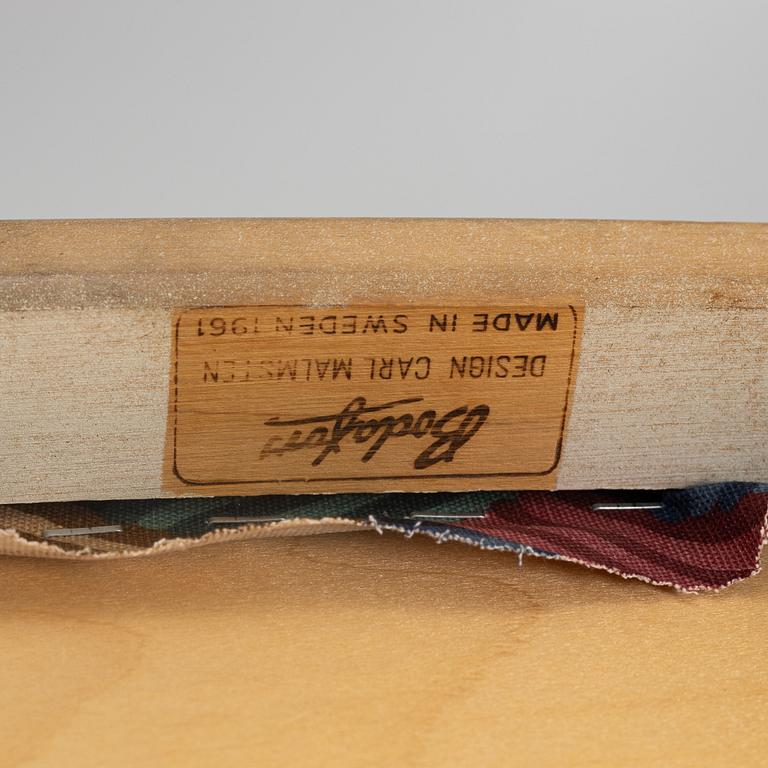 Bodafors
DESIGN CARL MALMSTEN
MADE IN SWEDEN 1961